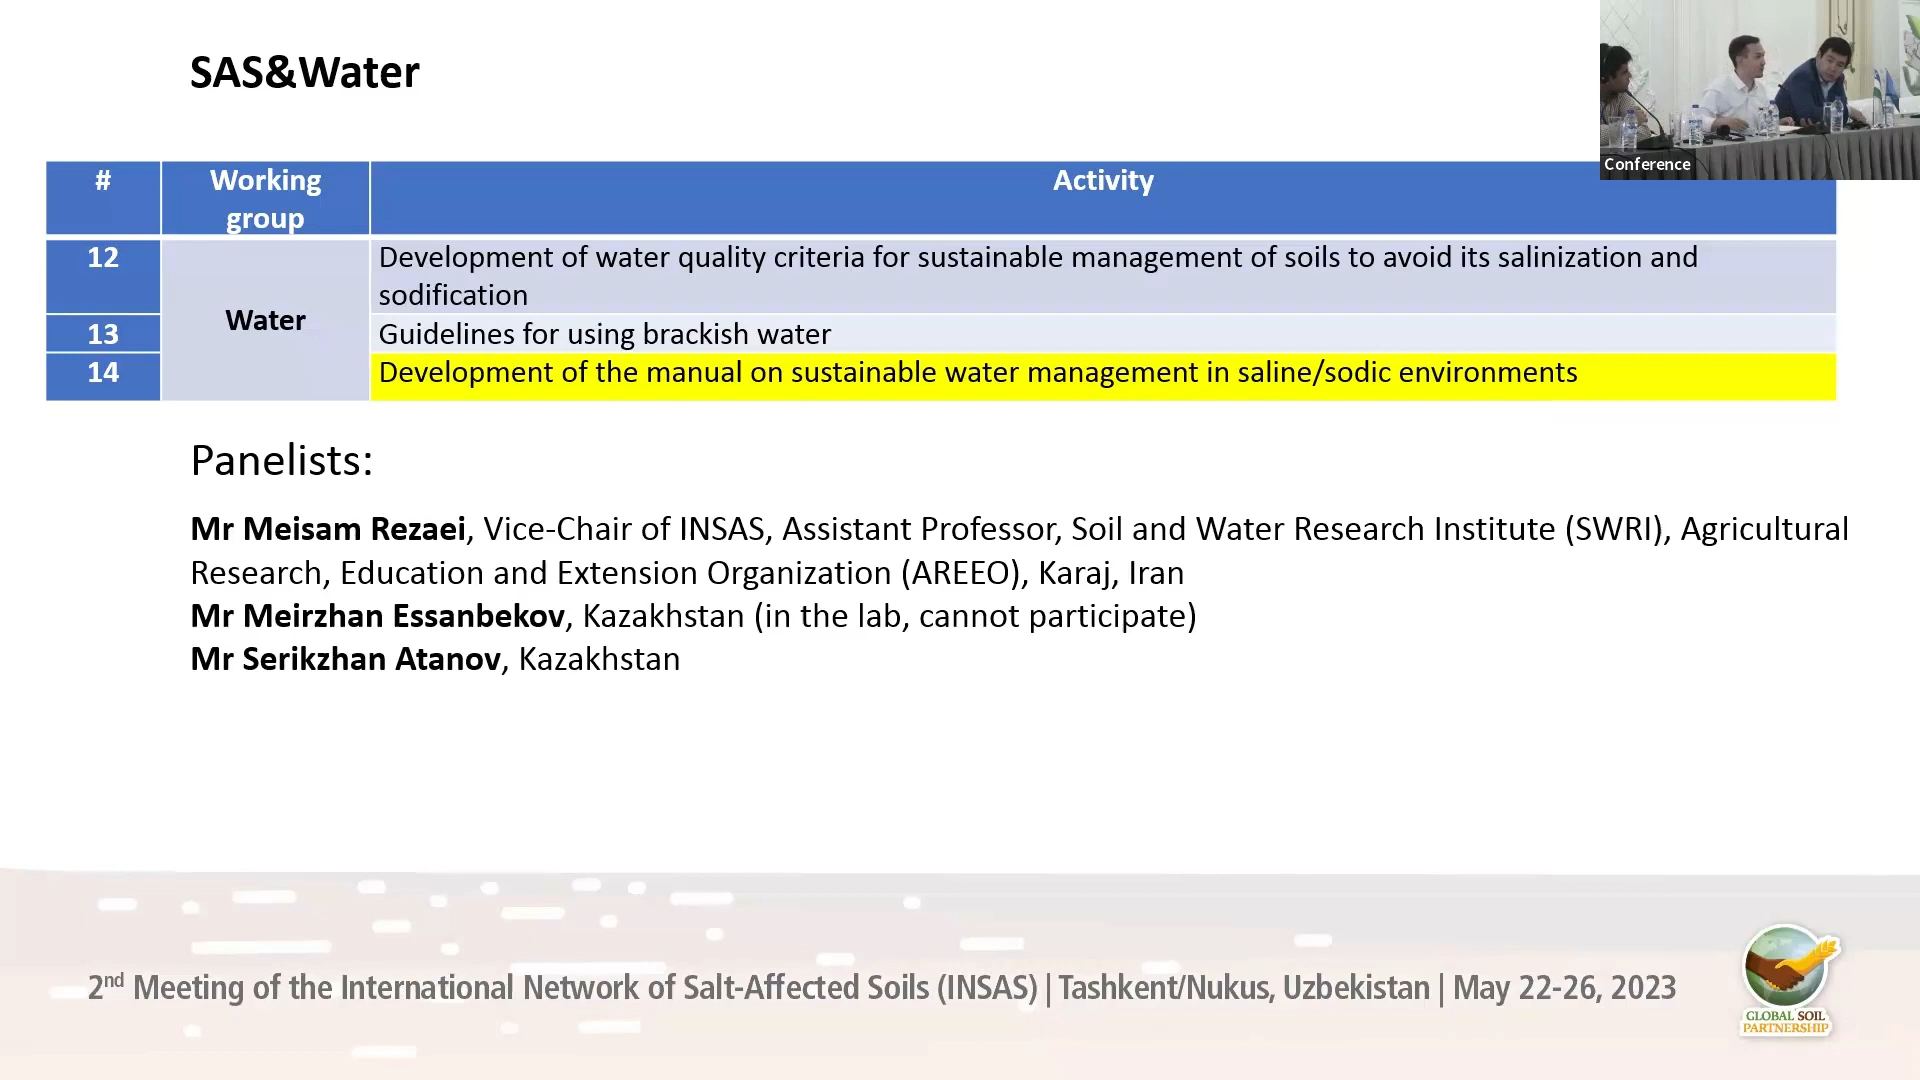 SAS&Water
Conference
# Working Activity
group
12 Development of water quality criteria for sustainable management of soils to avoid its salinization and
sodification
Water
13 Guidelines for using brackish water
14 Development of the manual on sustainable water management in saline/sodic environments
Panelists:
Mr Meisam Rezaei, Vice-Chair of INSAS, Assistant Professor, Soil and Water Research Institute (SWRI), Agricultural
Research, Education and Extension Organization (AREEO), Karaj, Iran
Mr Meirzhan Essanbekov, Kazakhstan (in the lab, cannot participate)
Mr Serikzhan Atanov, Kazakhstan
2nd Meeting of the International Network of Salt-Affected Soils (INSAS) | Tashkent/Nukus, Uzbekistan | May 22-26, 2023
GLOBAL SOIL
PARTNERSHIP